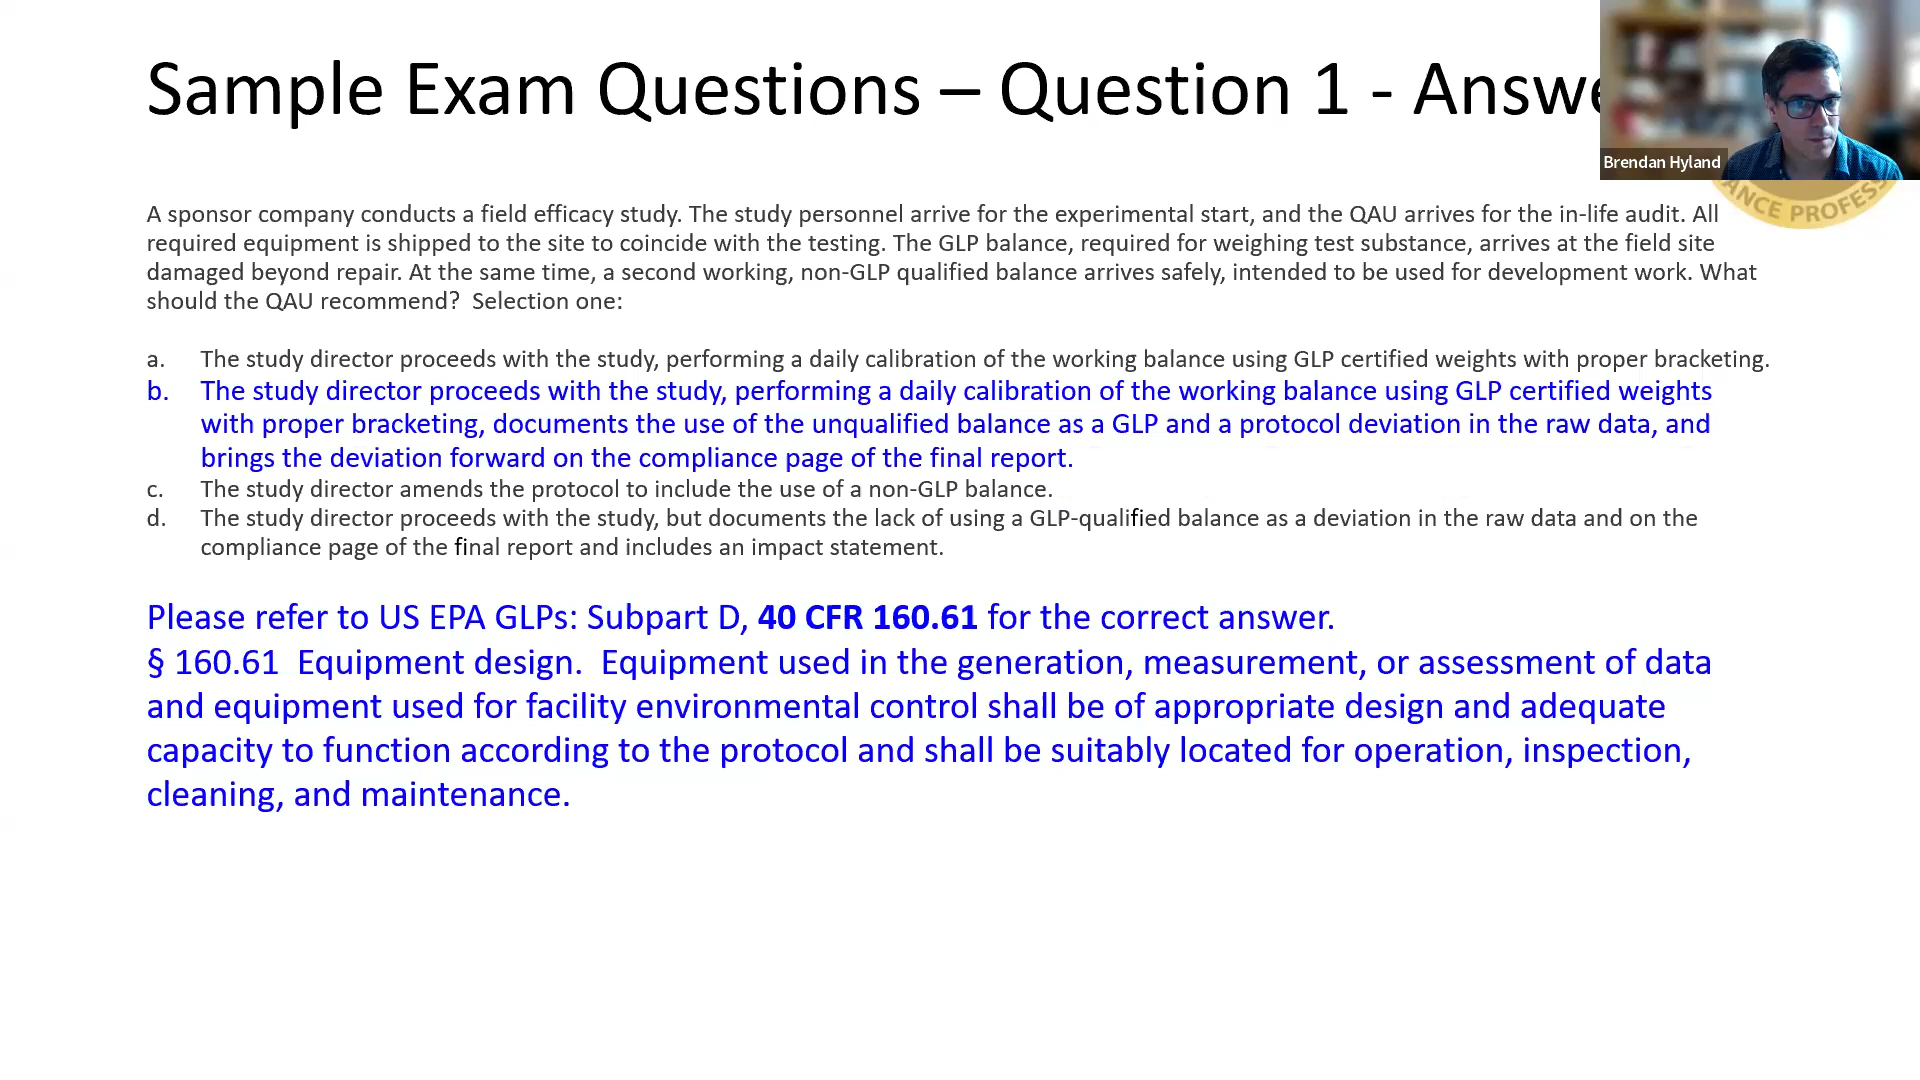 Sample Exam Questions – Question 1 - Answe
Brendan Hyland
ANCE PROFESS
A sponsor company conducts a field efficacy study. The study personnel arrive for the experimental start, and the QAU arrives for the in-life audit. All
required equipment is shipped to the site to coincide with the testing. The GLP balance, required for weighing test substance, arrives at the field site
damaged beyond repair. At the same time, a second working, non-GLP qualified balance arrives safely, intended to be used for development work. What
should the QAU recommend? Selection one:
a. The study director proceeds with the study, performing a daily calibration of the working balance using GLP certified weights with proper bracketing.
b. The study director proceeds with the study, performing a daily calibration of the working balance using GLP certified weights
with proper bracketing, documents the use of the unqualified balance as a GLP and a protocol deviation in the raw data, and
brings the deviation forward on the compliance page of the final report.
c. The study director amends the protocol to include the use of a non-GLP balance.
d. The study director proceeds with the study, but documents the lack of using a GLP-qualified balance as a deviation in the raw data and on the
compliance page of the final report and includes an impact statement.
Please refer to US EPA GLPs: Subpart D, 40 CFR 160.61 for the correct answer.
§ 160.61 Equipment design. Equipment used in the generation, measurement, or assessment of data
and equipment used for facility environmental control shall be of appropriate design and adequate
capacity to function according to the protocol and shall be suitably located for operation, inspection,
cleaning, and maintenance.